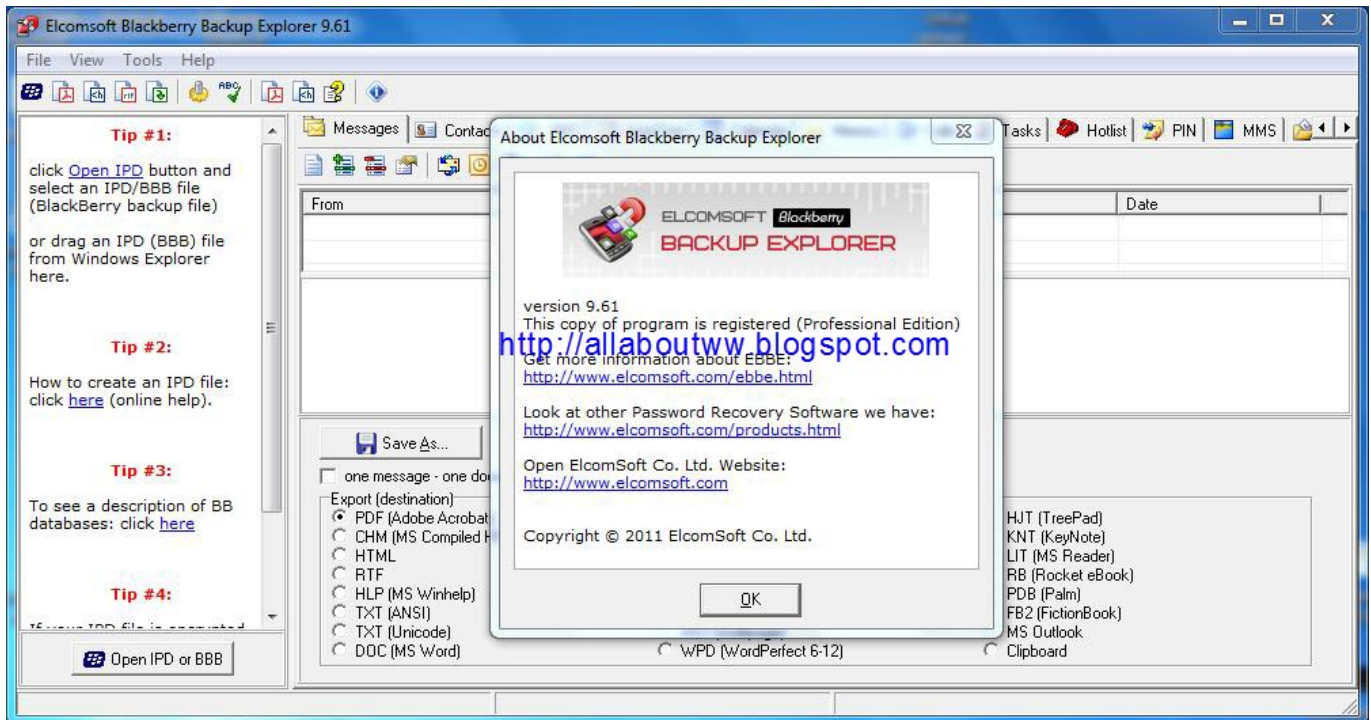 Elcomsoft Blackberry Backup Explorer 9.61
File View Tools Help
Tip #1:
click Open IPD button and
select an IPD/BBB file
(BlackBerry backup file)
or drag an IPD (BBB) file
from Windows Explorer
here.
Tip #2:
How to create an IPD file:
click here (online help).
Tip #3:
To see a description of BB
databases: click here
Tip #4:
Open IPD or BBB
Messages
Tasks Hotlist PIN MMS
From Date
About Elcomsoft Blackberry Backup Explorer
ELCOMSOFT Blackberry
BACKUP EXPLORER
version 9.61
This copy of program is registered (Professional Edition)
http://allaboutww.blogspot.com
Get more information about EBBE:
http://www.elcomsoft.com/ebbe.html
Look at other Password Recovery Software we have:
http://www.elcomsoft.com/products.html
Open ElcomSoft Co. Ltd. Website:
http://www.elcomsoft.com
Copyright © 2011 ElcomSoft Co. Ltd.
OK
Save As...
one message - one
Export (destination)
PDF (Adobe Acrobat
CHM (MS Compiled
HTML
RTF
HLP (MS Winhelp)
TXT (ANSI)
TXT (Unicode)
DOC (MS Word)
WPD (WordPerfect 6-12)
HJT (TreePad)
KNT (KeyNote)
LIT (MS Reader)
RB (Rocket eBook)
PDB (Palm)
FB2 (FictionBook)
MS Outlook
Clipboard